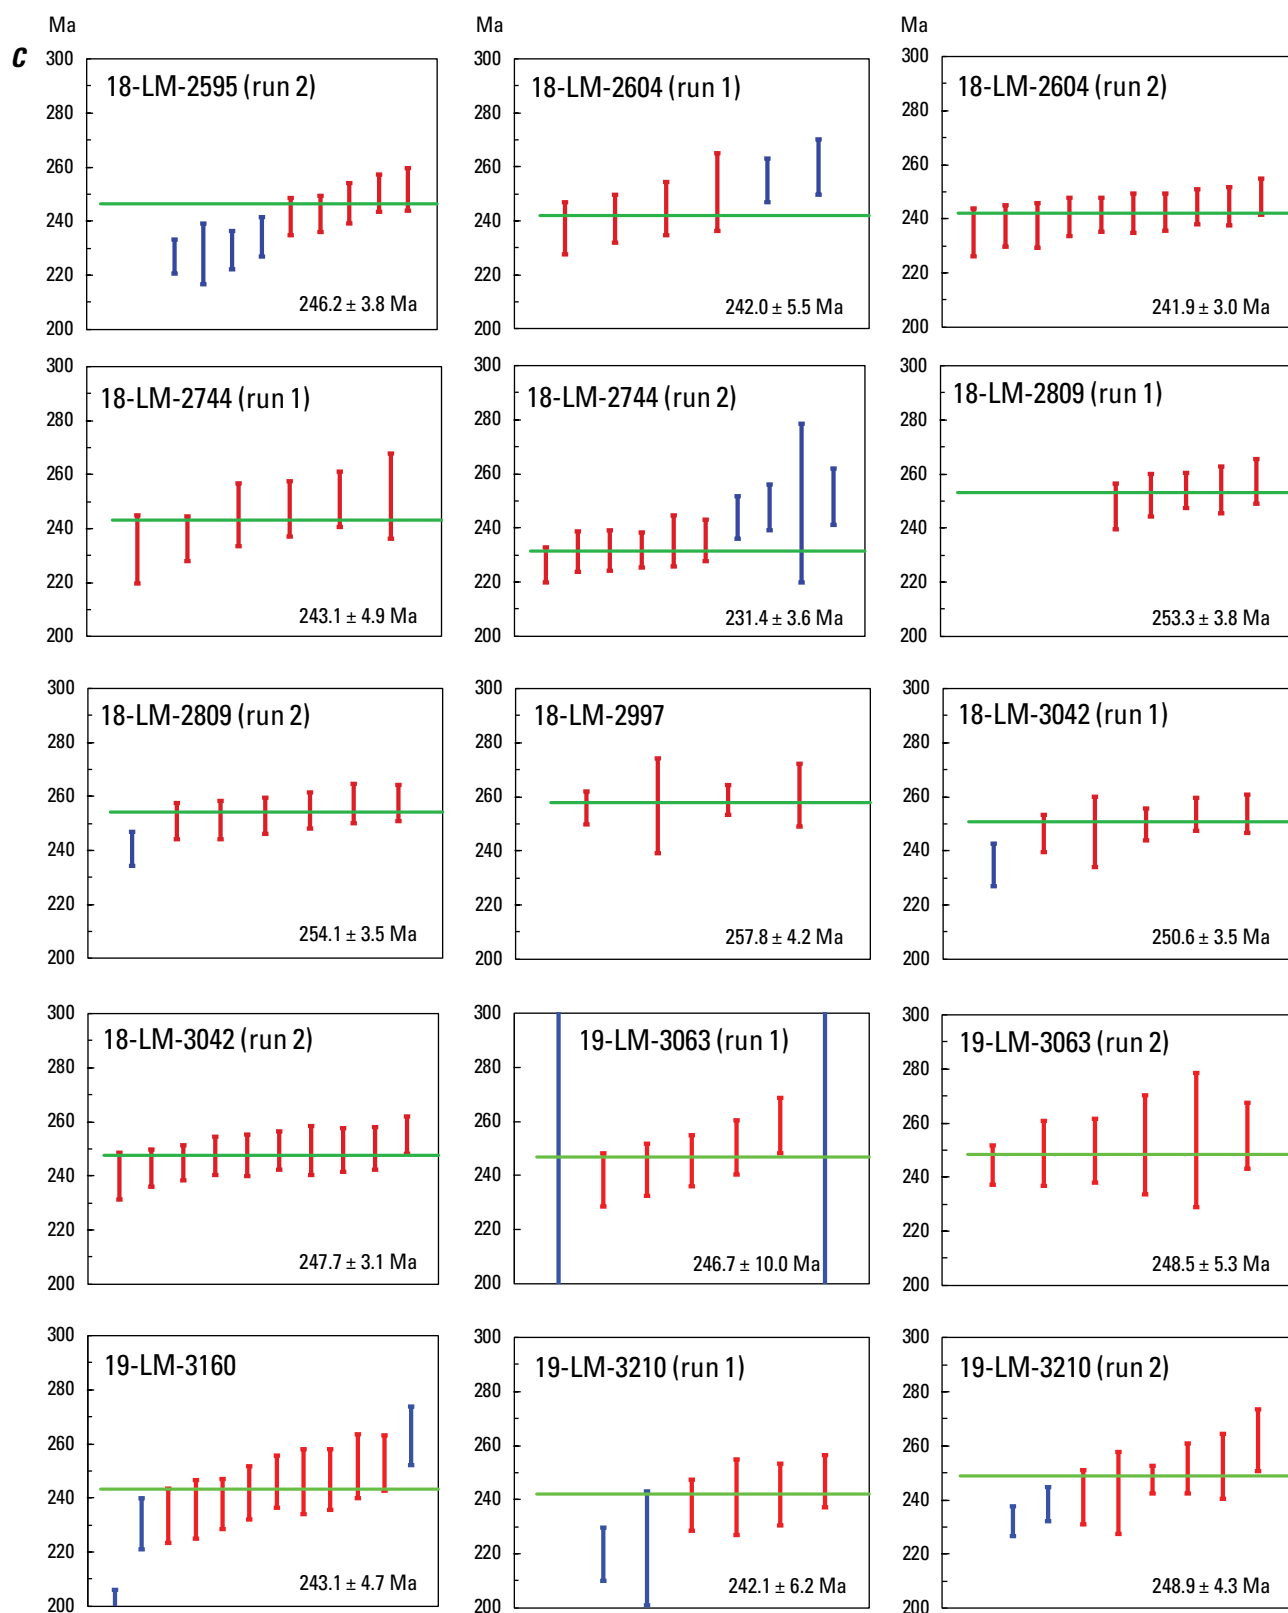 C
Ma
Ma
Ma
300
280
260
240
220
200
18-LM-2595 (run 2)
246.2 ± 3.8 Ma
300
280
260
240
220
200
18-LM-2604 (run 1)
242.0 ± 5.5 Ma
300
280
260
240
220
200
18-LM-2604 (run 2)
241.9 ± 3.0 Ma
300
280
260
240
220
200
18-LM-2744 (run 1)
243.1 ± 4.9 Ma
300
280
260
240
220
200
18-LM-2744 (run 2)
231.4 ± 3.6 Ma
300
280
260
240
220
200
18-LM-2809 (run 1)
253.3 ± 3.8 Ma
300
280
260
240
220
200
18-LM-2809 (run 2)
254.1 ± 3.5 Ma
300
280
260
240
220
200
18-LM-2997
257.8 ± 4.2 Ma
300
280
260
240
220
200
18-LM-3042 (run 1)
250.6 ± 3.5 Ma
300
280
260
240
220
200
18-LM-3042 (run 2)
247.7 ± 3.1 Ma
300
280
260
240
220
200
19-LM-3063 (run 1)
246.7 ± 10.0 Ma
300
280
260
240
220
200
19-LM-3063 (run 2)
248.5 ± 5.3 Ma
300
280
260
240
220
200
19-LM-3160
243.1 ± 4.7 Ma
300
280
260
240
220
200
19-LM-3210 (run 1)
242.1 ± 6.2 Ma
300
280
260
240
220
200
19-LM-3210 (run 2)
248.9 ± 4.3 Ma